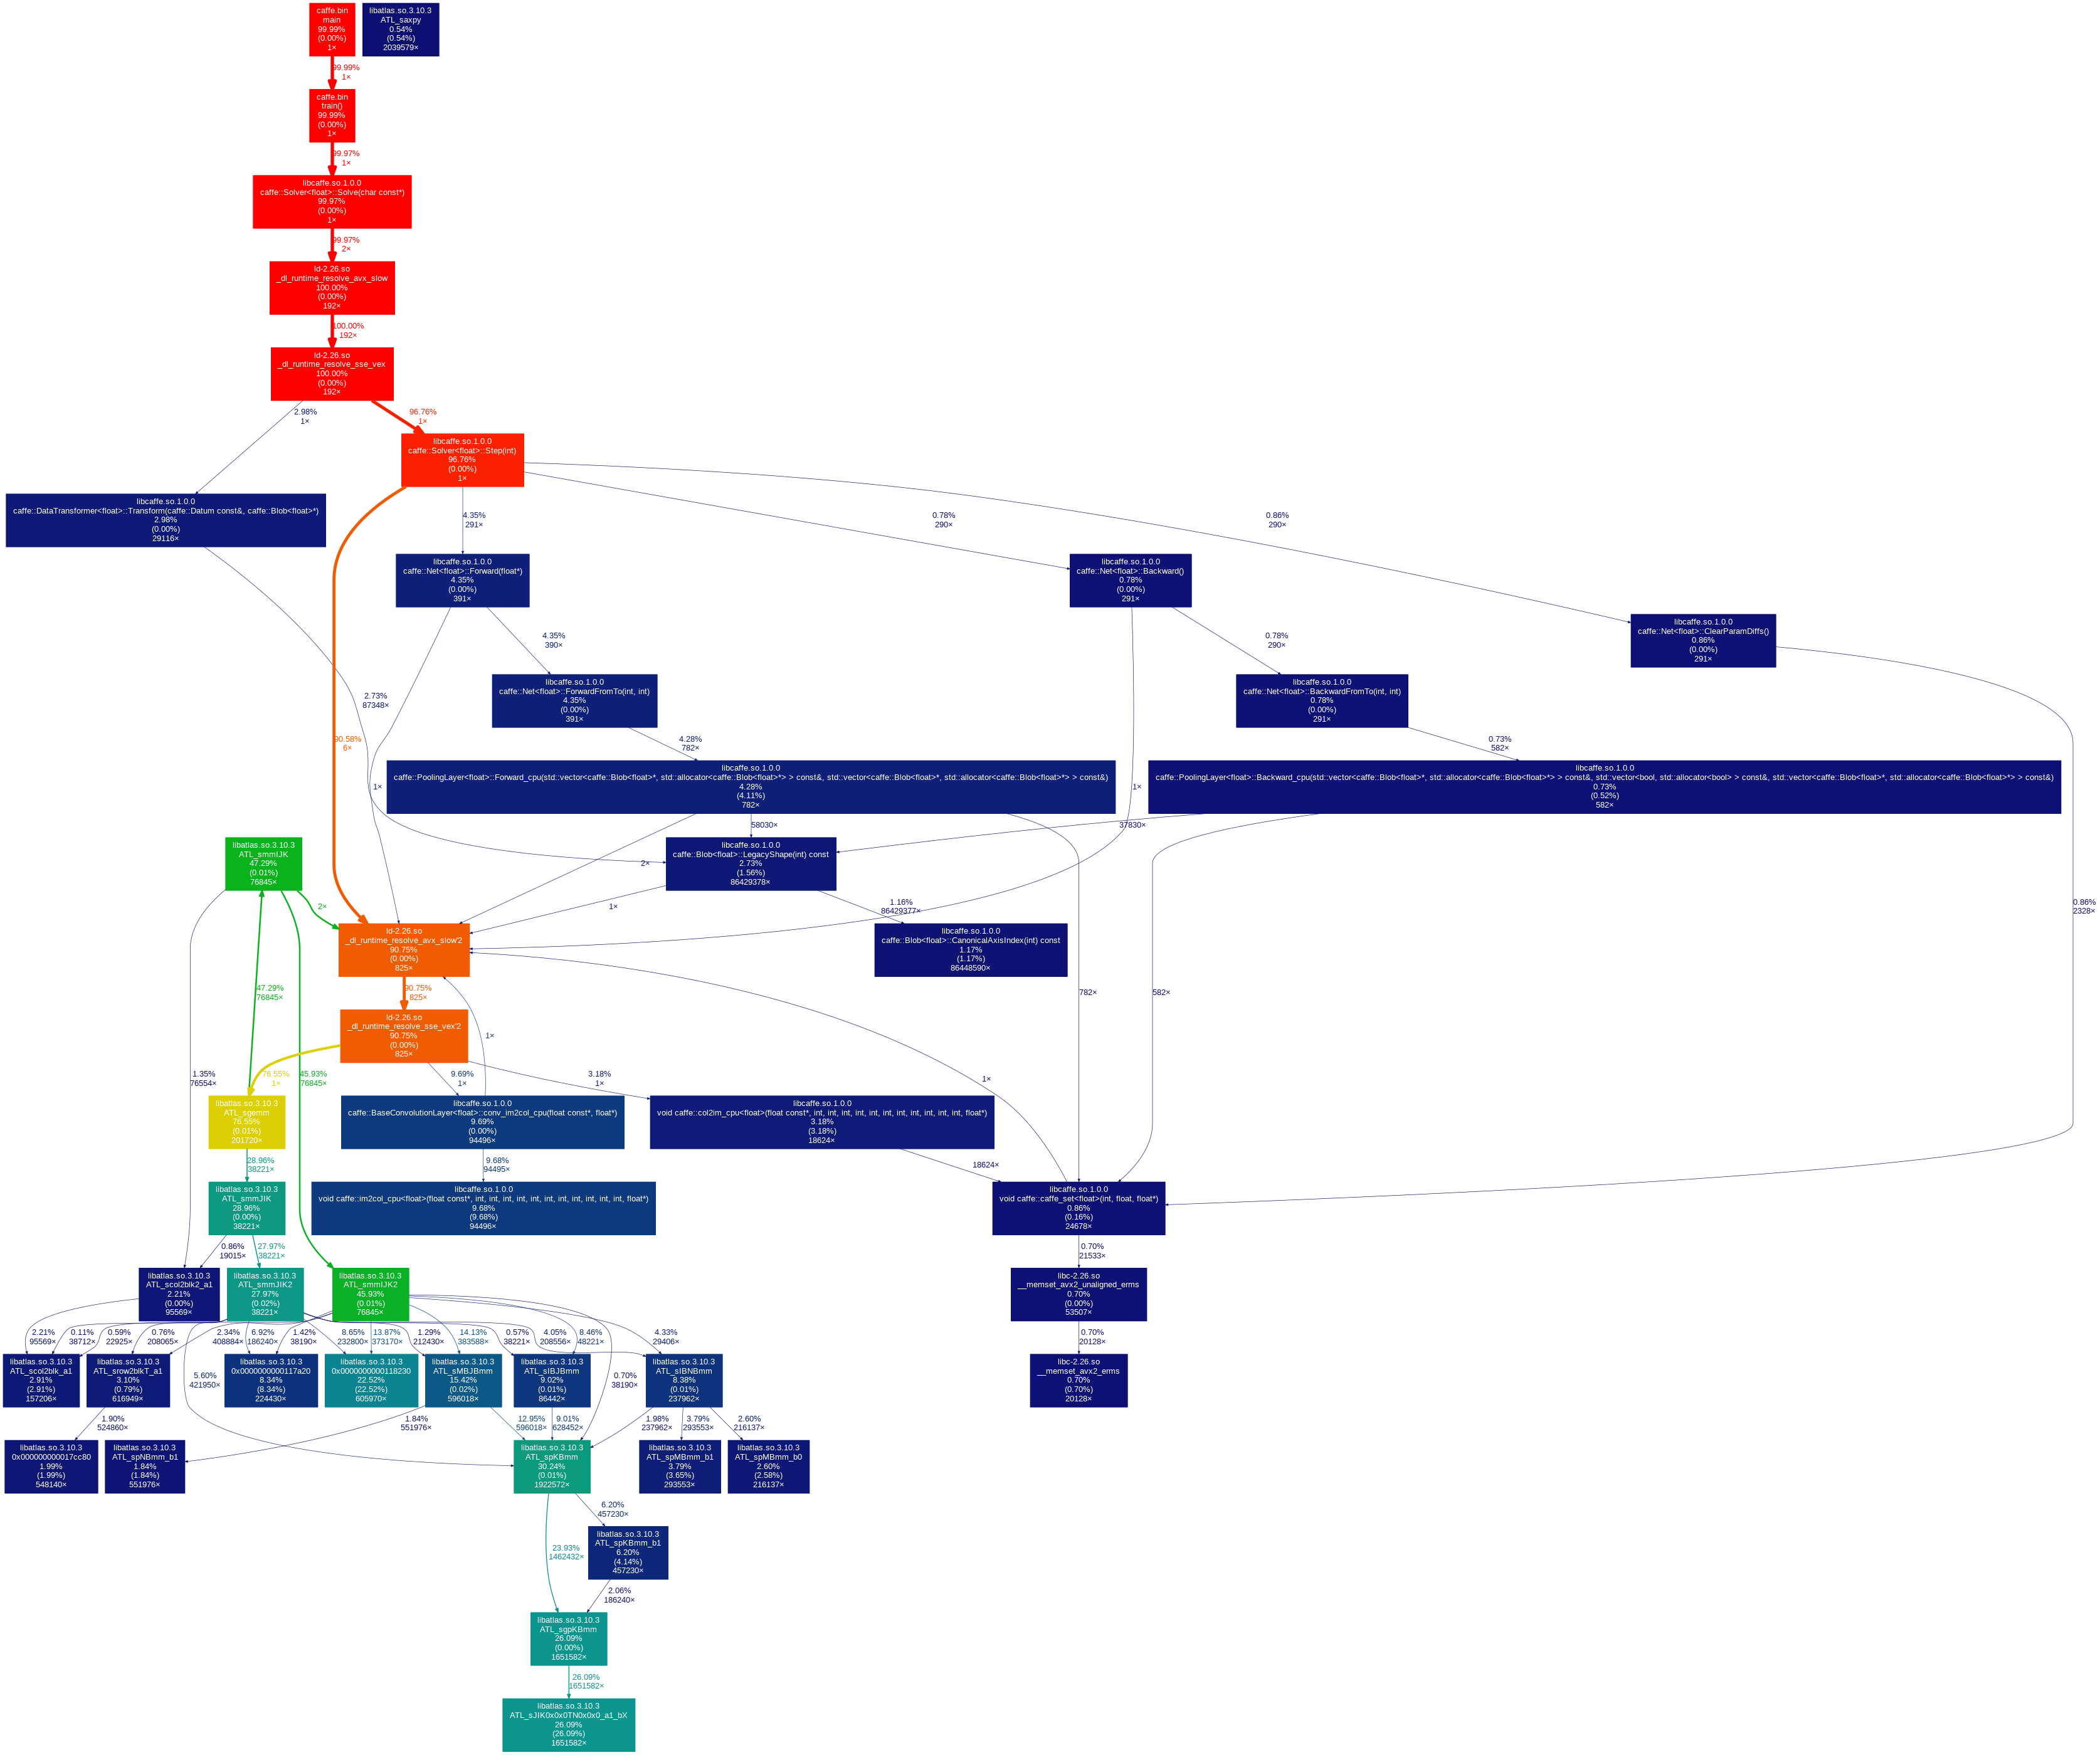 caffe.bin
main
99.99%
(0.00%)
1×
libatlas.so.3.10.3
ATL_saxpy
0.54%
(0.54%)
2039579×
99.99%
1×
caffe.bin
train()
99.99%
(0.00%)
1×
99.97%
1×
libcaffe.so.1.0.0
caffe::Solver<float>::Solve(char const*)
99.97%
(0.00%)
1×
99.97%
2×
ld-2.26.so
_dl_runtime_resolve_avx_slow
100.00%
(0.00%)
192×
100.00%
192×
ld-2.26.so
_dl_runtime_resolve_sse_vex
100.00%
(0.00%)
192×
2.98%
1×
96.76%
1×
libcaffe.so.1.0.0
caffe::Solver<float>::Step(int)
96.76%
(0.00%)
1×
libcaffe.so.1.0.0
caffe::DataTransformer<float>::Transform(caffe::Datum const&, caffe::Blob<float>*)
2.98%
(0.00%)
29116×
4.35%
291×
0.78%
290×
0.86%
290×
libcaffe.so.1.0.0
caffe::Net<float>::Forward(float*)
4.35%
(0.00%)
391×
libcaffe.so.1.0.0
caffe::Net<float>::Backward()
0.78%
(0.00%)
291×
libcaffe.so.1.0.0
caffe::Net<float>::ClearParamDiffs()
0.86%
(0.00%)
291×
4.35%
390×
0.78%
290×
2.73%
87348×
libcaffe.so.1.0.0
caffe::Net<float>::ForwardFromTo(int, int)
4.35%
(0.00%)
391×
libcaffe.so.1.0.0
caffe::Net<float>::BackwardFromTo(int, int)
0.78%
(0.00%)
291×
90.58%
6×
4.28%
782×
0.73%
582×
libcaffe.so.1.0.0
caffe::PoolingLayer<float>::Forward_cpu(std::vector<caffe::Blob<float>*, std::allocator<caffe::Blob<float>*> > const&, std::vector<caffe::Blob<float>*, std::allocator<caffe::Blob<float>*> > const&)
4.28%
(4.11%)
782×
libcaffe.so.1.0.0
caffe::PoolingLayer<float>::Backward_cpu(std::vector<caffe::Blob<float>*, std::allocator<caffe::Blob<float>*> > const&, std::vector<bool, std::allocator<bool> > const&, std::vector<caffe::Blob<float>*, std::allocator<caffe::Blob<float>*> > const&)
0.73%
(0.52%)
582×
1×
1×
58030×
37830×
libatlas.so.3.10.3
ATL_smmIJK
47.29%
(0.01%)
76845×
2×
libcaffe.so.1.0.0
caffe::Blob<float>::LegacyShape(int) const
2.73%
(1.56%)
86429378×
2×
1×
1.16%
86429377×
0.86%
2328×
ld-2.26.so
_dl_runtime_resolve_avx_slow'2
90.75%
(0.00%)
825×
libcaffe.so.1.0.0
caffe::Blob<float>::CanonicalAxisIndex(int) const
1.17%
(1.17%)
86448590×
47.29%
76845×
90.75%
825×
782×
582×
ld-2.26.so
_dl_runtime_resolve_sse_vex'2
90.75%
(0.00%)
825×
1×
1.35%
76554×
76.55%
1×
45.93%
76845×
9.69%
1×
3.18%
1×
1×
libatlas.so.3.10.3
ATL_sgemm
76.55%
(0.01%)
201720×
libcaffe.so.1.0.0
caffe::BaseConvolutionLayer<float>::conv_im2col_cpu(float const*, float*)
9.69%
(0.00%)
94496×
libcaffe.so.1.0.0
void caffe::col2im_cpu<float>(float const*, int, int, int, int, int, int, int, int, int, int, int, float*)
3.18%
(3.18%)
18624×
28.96%
38221×
9.68%
94495×
18624×
libatlas.so.3.10.3
ATL_smmJIK
28.96%
(0.00%)
38221×
libcaffe.so.1.0.0
void caffe::im2col_cpu<float>(float const*, int, int, int, int, int, int, int, int, int, int, int, float*)
9.68%
(9.68%)
94496×
libcaffe.so.1.0.0
void caffe::caffe_set<float>(int, float, float*)
0.86%
(0.16%)
24678×
0.86%
19015×
27.97%
38221×
0.70%
21533×
libatlas.so.3.10.3
ATL_scol2blk2_a1
2.21%
(0.00%)
95569×
libatlas.so.3.10.3
ATL_smmJIK2
27.97%
(0.02%)
38221×
libatlas.so.3.10.3
ATL_smmIJK2
45.93%
(0.01%)
76845×
libc-2.26.so
__memset_avx2_unaligned_erms
0.70%
(0.00%)
53507×
2.21%
95569×
0.11%
38712×
0.59%
22925×
0.76%
208065×
2.34%
408884×
6.92%
186240×
1.42%
38190×
8.65%
232800×
13.87%
373170×
1.29%
212430×
14.13%
383588×
0.57%
38221×
4.05%
208556×
8.46%
48221×
4.33%
29406×
0.70%
20128×
libatlas.so.3.10.3
ATL_scol2blk_a1
2.91%
(2.91%)
157206×
libatlas.so.3.10.3
ATL_srow2blkT_a1
3.10%
(0.79%)
616949×
5.60%
421950×
libatlas.so.3.10.3
0x0000000000117a20
8.34%
(8.34%)
224430×
libatlas.so.3.10.3
0x0000000000118230
22.52%
(22.52%)
605970×
libatlas.so.3.10.3
ATL_sMBJBmm
15.42%
(0.02%)
596018×
libatlas.so.3.10.3
ATL_sIBJBmm
9.02%
(0.01%)
86442×
0.70%
38190×
libatlas.so.3.10.3
ATL_sIBNBmm
8.38%
(0.01%)
237962×
libc-2.26.so
__memset_avx2_erms
0.70%
(0.70%)
20128×
1.90%
524860×
1.84%
551976×
12.95%
596018×
9.01%
628452×
1.98%
237962×
3.79%
293553×
2.60%
216137×
libatlas.so.3.10.3
0x000000000017cc80
1.99%
(1.99%)
548140×
libatlas.so.3.10.3
ATL_spNBmm_b1
1.84%
(1.84%)
551976×
libatlas.so.3.10.3
ATL_spKBmm
30.24%
(0.01%)
1922572×
libatlas.so.3.10.3
ATL_spMBmm_b1
3.79%
(3.65%)
293553×
libatlas.so.3.10.3
ATL_spMBmm_b0
2.60%
(2.58%)
216137×
6.20%
457230×
23.93%
1462432×
libatlas.so.3.10.3
ATL_spKBmm_b1
6.20%
(4.14%)
457230×
2.06%
186240×
libatlas.so.3.10.3
ATL_sgpKBmm
26.09%
(0.00%)
1651582×
26.09%
1651582×
libatlas.so.3.10.3
ATL_sJIK0x0x0TN0x0x0_a1_bX
26.09%
(26.09%)
1651582×